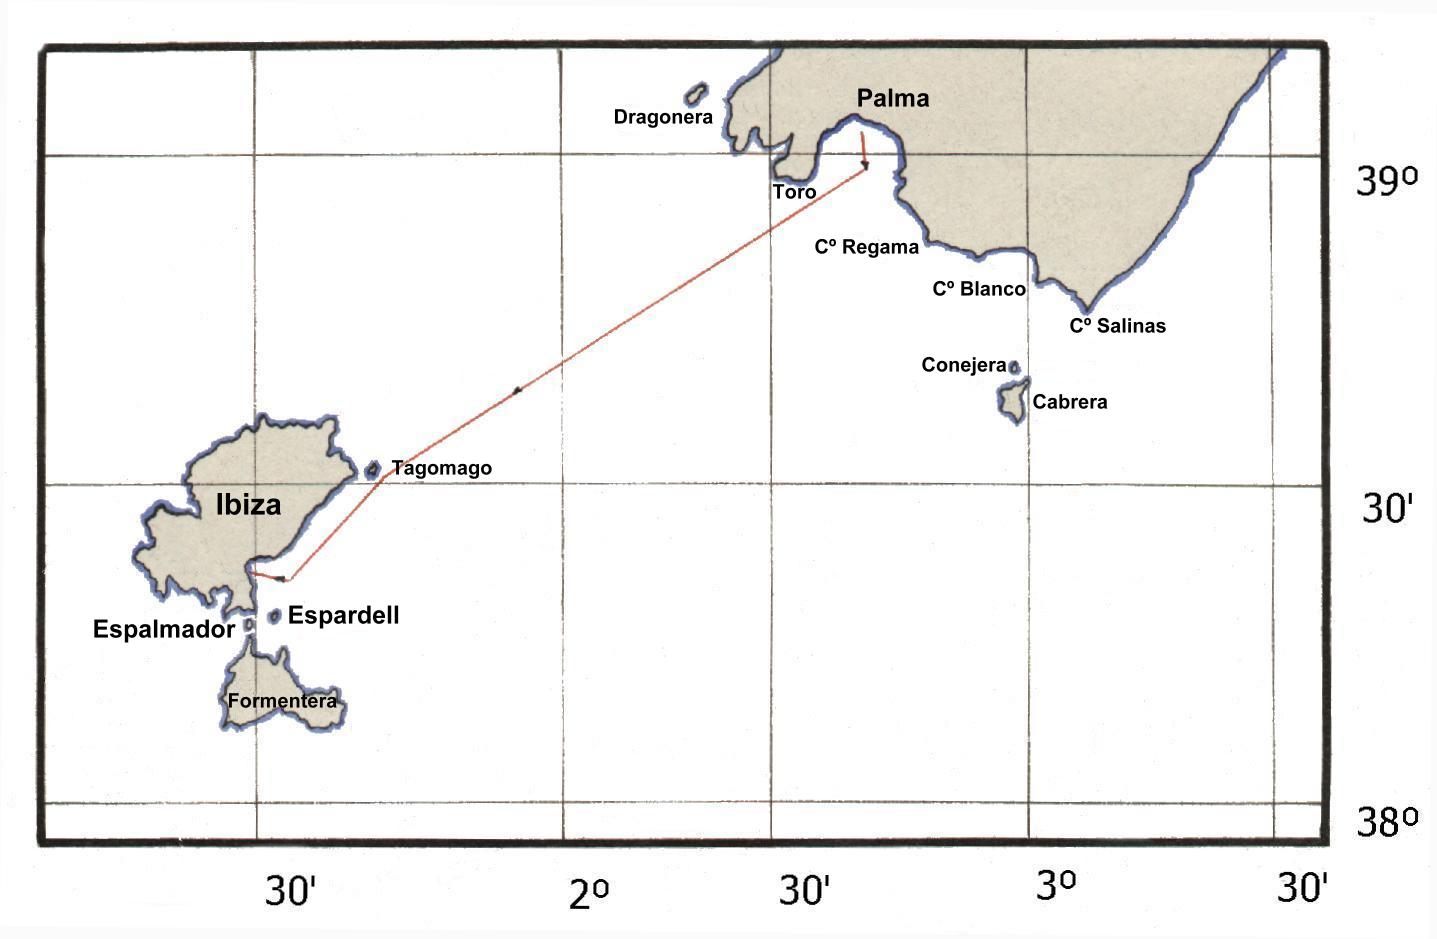 Palma
Dragonera
39º
Toro
Cº Regama
Cº Blanco
Cº Salinas
Conejera
Cabrera
Tagomago
Ibiza
30'
Espardell
Espalmador
Formentera
38º
30'
2º
30'
3º
30'